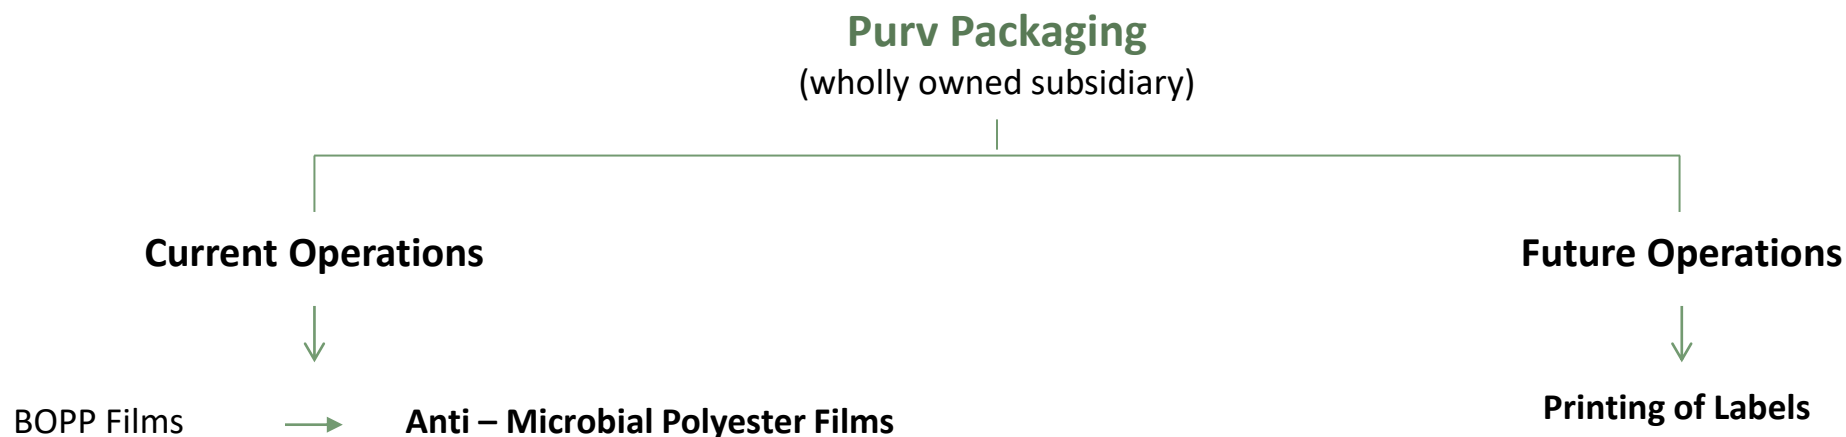 Purv Packaging
(wholly owned subsidiary)
Current Operations
Future Operations
BOPP Films
Anti – Microbial Polyester Films
Printing of Labels